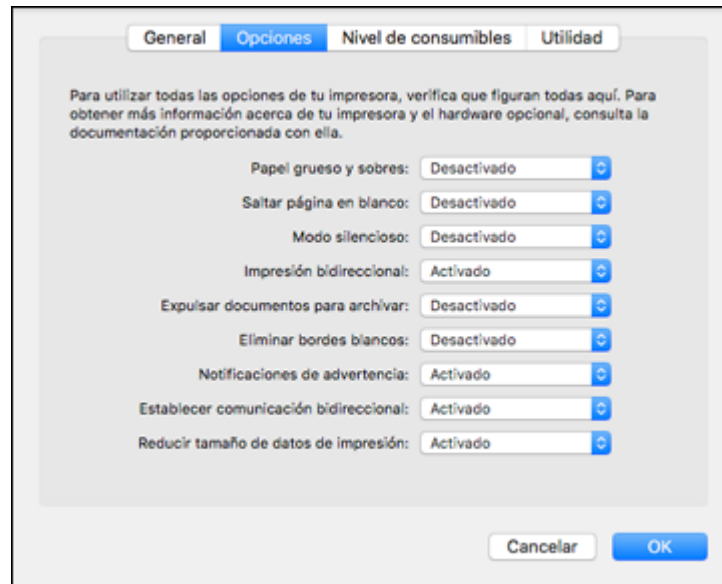 General Opciones Nivel de consumibles Utilidad
Para utilizar todas las opciones de tu impresora, verifica que figuran todas aquí. Para
obtener más información acerca de tu impresora y el hardware opcional, consulta la
documentación proporcionada con ella.
Papel grueso y sobres: Desactivado
Saltar página en blanco: Desactivado
Modo silencioso: Desactivado
Impresión bidireccional: Activado
Expulsar documentos para archivar: Desactivado
Eliminar bordes blancos: Desactivado
Notificaciones de advertencia: Activado
Establecer comunicación bidireccional: Activado
Reducir tamaño de datos de impresión: Activado
Cancelar OK